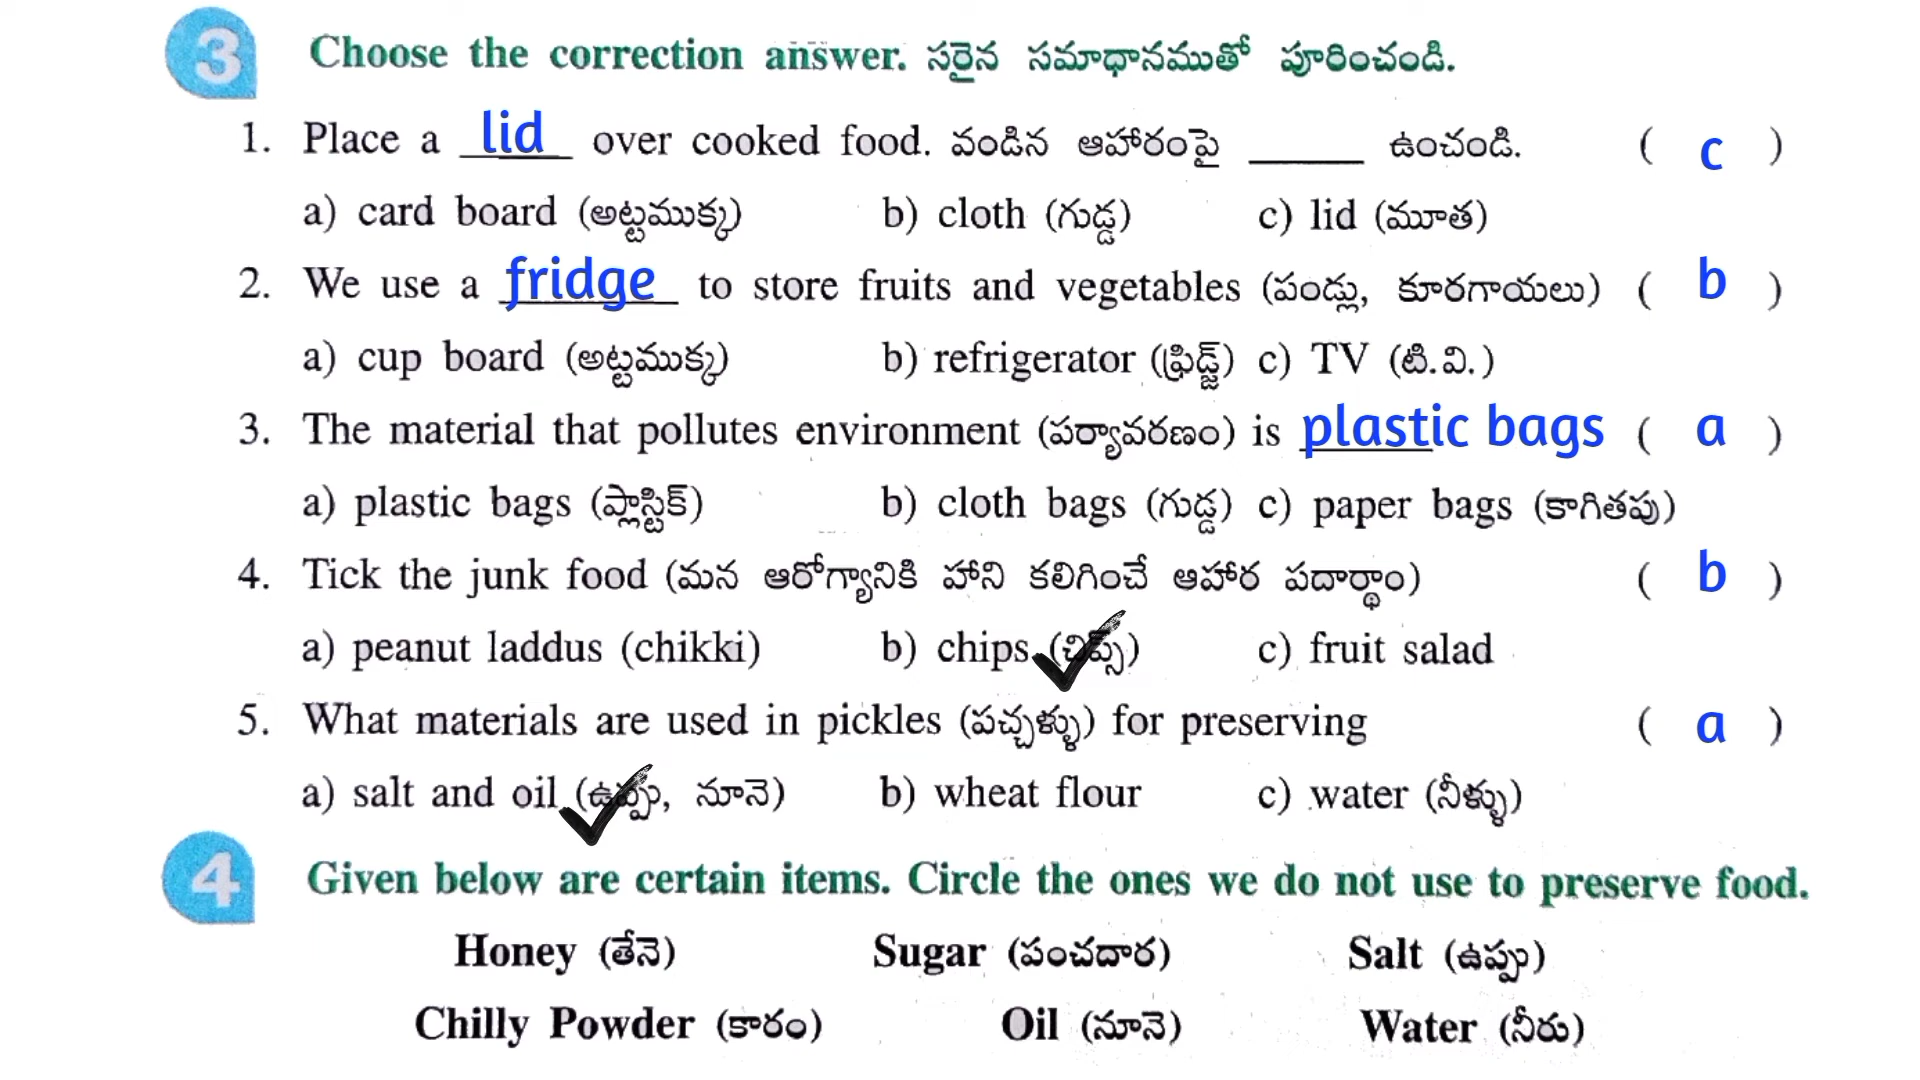 3 Choose the correction answer. సరైన సమాధానముతో పూరించండి.
1. Place a lid over cooked food. వండిన ఆహారంపై _____ ఉంచండి. ( c )
a) card board (అట్టముక్క) b) cloth (గుడ్డ) c) lid (మూత)
2. We use a fridge to store fruits and vegetables (పండ్లు, కూరగాయలు) ( b )
a) cup board (అట్టముక్క) b) refrigerator (ఫ్రిడ్జ్) c) TV (టి.వి.)
3. The material that pollutes environment (పర్యావరణం) is plastic bags ( a )
a) plastic bags (ప్లాస్టిక్) b) cloth bags (గుడ్డ) c) paper bags (కాగితపు)
4. Tick the junk food (మన ఆరోగ్యానికి హాని కలిగించే ఆహార పదార్థాం) ( b )
a) peanut laddus (chikki) b) chips (చిప్స్) c) fruit salad
5. What materials are used in pickles (పచ్చళ్ళు) for preserving ( a )
a) salt and oil (ఉప్పు, నూనె) b) wheat flour c) water (నీళ్ళు)
4 Given below are certain items. Circle the ones we do not use to preserve food.
Honey (తేనె) Sugar (పంచదార) Salt (ఉప్పు)
Chilly Powder (కారం) Oil (నూనె) Water (నీరు)